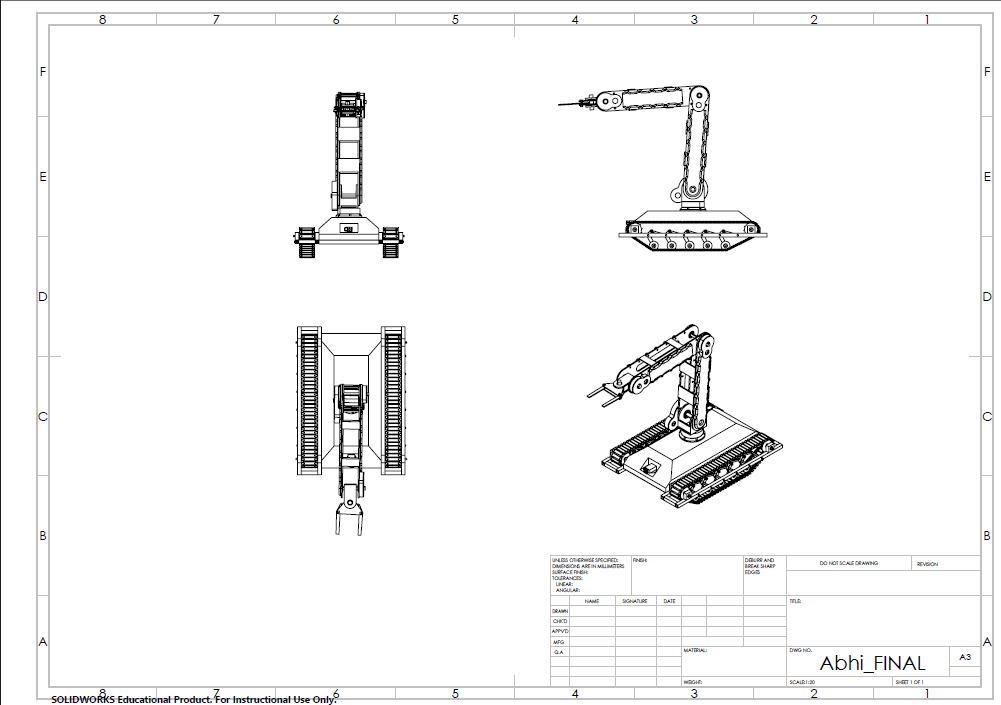 8 7 6 5 4 3 2 1
F F
E E
D D
C C
B B
A A
UNLESS OTHERWISE SPECIFIED:
DIMENSIONS ARE IN MILLIMETERS
SURFACE FINISH:
TOLERANCES:
LINEAR:
ANGULAR:
FINISH:
DEBURR AND
BREAK SHARP
EDGES
DO NOT SCALE DRAWING
REVISION
NAME SIGNATURE DATE
TITLE:
DRAWN
CHK'D
APPV'D
MFG
Q.A
MATERIAL:
DWG NO.
Abhi_FINAL
A3
WEIGHT:
SCALE:1:20
SHEET 1 OF 1
8 7 6 5 4 3 2 1
SOLIDWORKS Educational Product. For Instructional Use Only.